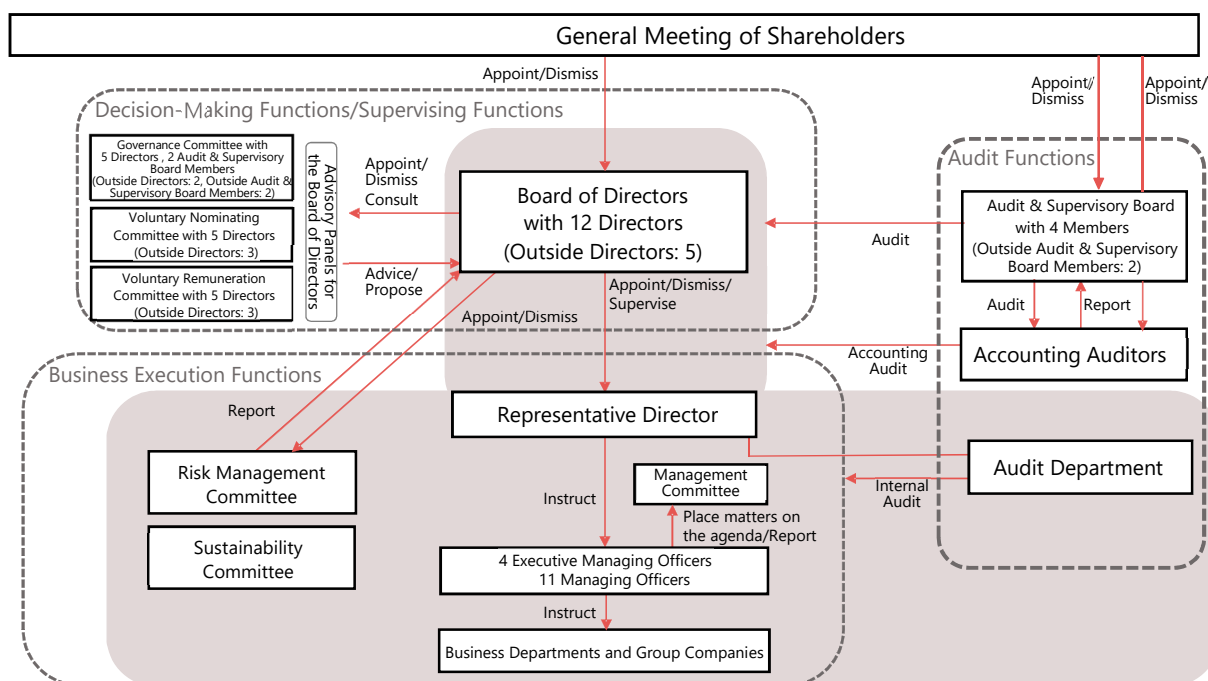 General Meeting of Shareholders
Appoint/Dismiss
Appoint/
Dismiss
Appoint/
Dismiss
Decision-Making Functions/Supervising Functions
Governance Committee with
5 Directors , 2 Audit & Supervisory
Board Members
(Outside Directors: 2, Outside Audit &
Supervisory Board Members: 2)
Voluntary Nominating
Committee with 5 Directors
(Outside Directors: 3)
Voluntary Remuneration
Committee with 5 Directors
(Outside Directors: 3)
Advisory Panels for
the Board of Directors
Appoint/
Dismiss
Consult
Advice/
Propose
Board of Directors
with 12 Directors
(Outside Directors: 5)
Appoint/Dismiss/
Supervise
Appoint/Dismiss
Audit
Audit Functions
Audit & Supervisory Board
with 4 Members
(Outside Audit & Supervisory
Board Members: 2)
Audit
Report
Accounting Auditors
Accounting
Audit
Business Execution Functions
Report
Representative Director
Risk Management
Committee
Sustainability
Committee
Instruct
Management
Committee
Place matters on
the agenda/Report
Internal
Audit
Audit Department
4 Executive Managing Officers
11 Managing Officers
Instruct
Business Departments and Group Companies